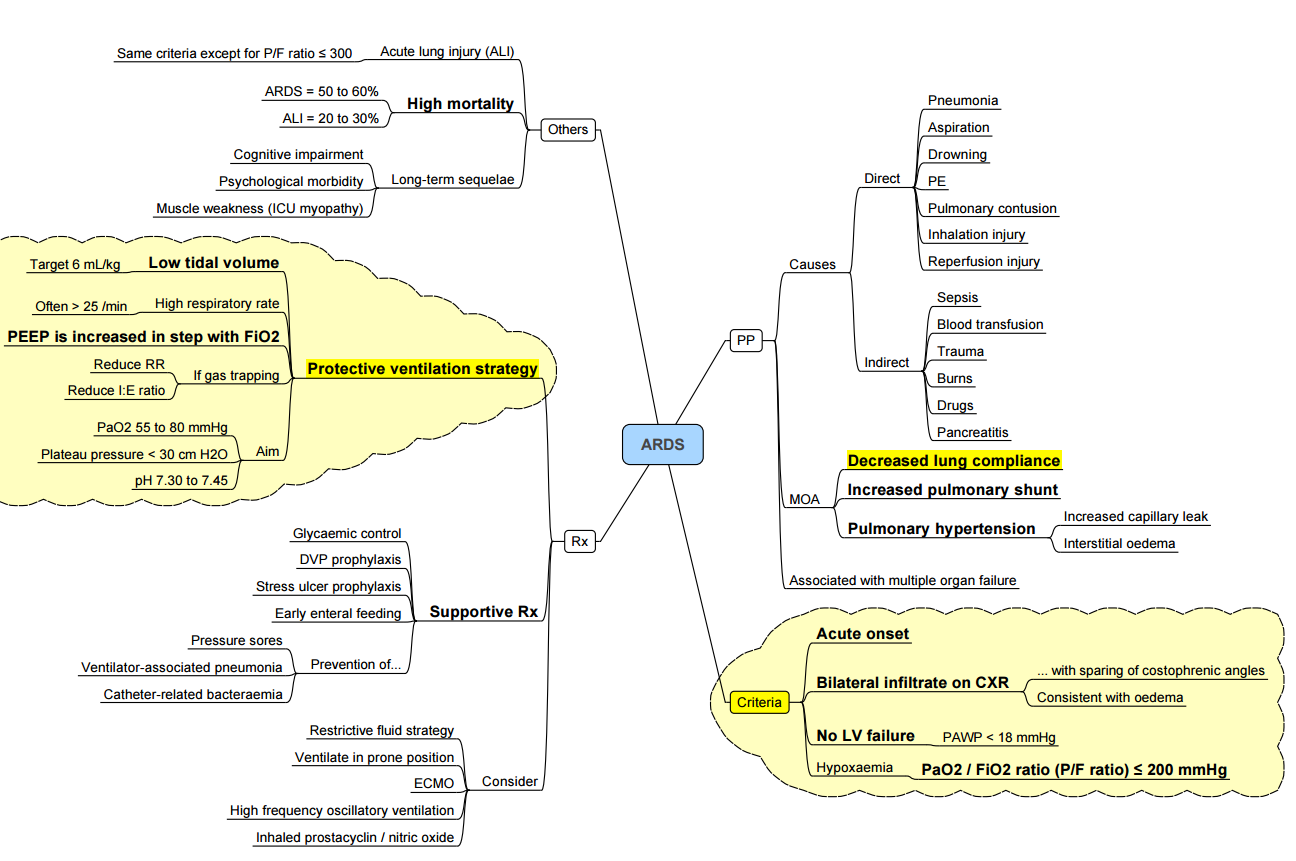 ARDS
Others
Acute lung injury (ALI)
Same criteria except for P/F ratio ≤ 300
High mortality
ARDS = 50 to 60%
ALI = 20 to 30%
Long-term sequelae
Cognitive impairment
Psychological morbidity
Muscle weakness (ICU myopathy)
Rx
Protective ventilation strategy
Low tidal volume
Target 6 mL/kg
High respiratory rate
Often > 25 /min
PEEP is increased in step with FiO2
If gas trapping
Reduce RR
Reduce I:E ratio
Aim
PaO2 55 to 80 mmHg
Plateau pressure < 30 cm H2O
pH 7.30 to 7.45
Supportive Rx
Glycaemic control
DVP prophylaxis
Stress ulcer prophylaxis
Early enteral feeding
Prevention of...
Pressure sores
Ventilator-associated pneumonia
Catheter-related bacteraemia
Consider
Restrictive fluid strategy
Ventilate in prone position
ECMO
High frequency oscillatory ventilation
Inhaled prostacyclin / nitric oxide
PP
Causes
Direct
Pneumonia
Aspiration
Drowning
PE
Pulmonary contusion
Inhalation injury
Reperfusion injury
Indirect
Sepsis
Blood transfusion
Trauma
Burns
Drugs
Pancreatitis
MOA
Decreased lung compliance
Increased pulmonary shunt
Pulmonary hypertension
Increased capillary leak
Interstitial oedema
Associated with multiple organ failure
Criteria
Acute onset
Bilateral infiltrate on CXR
... with sparing of costophrenic angles
Consistent with oedema
No LV failure
PAWP < 18 mmHg
Hypoxaemia
PaO2 / FiO2 ratio (P/F ratio) ≤ 200 mmHg